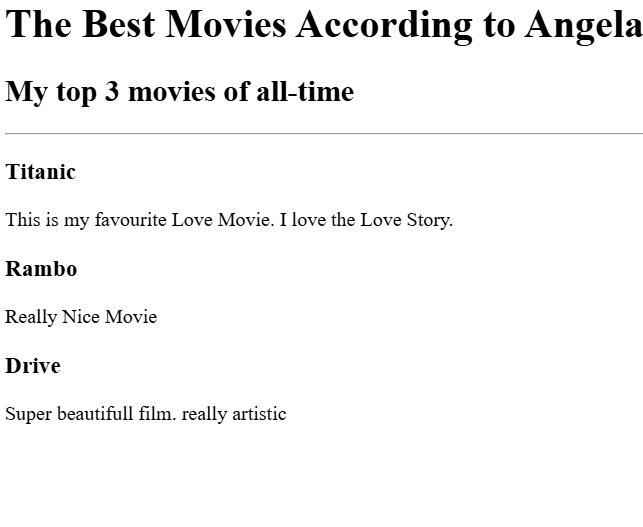 The Best Movies According to Angela
My top 3 movies of all-time
Titanic
This is my favourite Love Movie. I love the Love Story.
Rambo
Really Nice Movie
Drive
Super beautifull film. really artistic